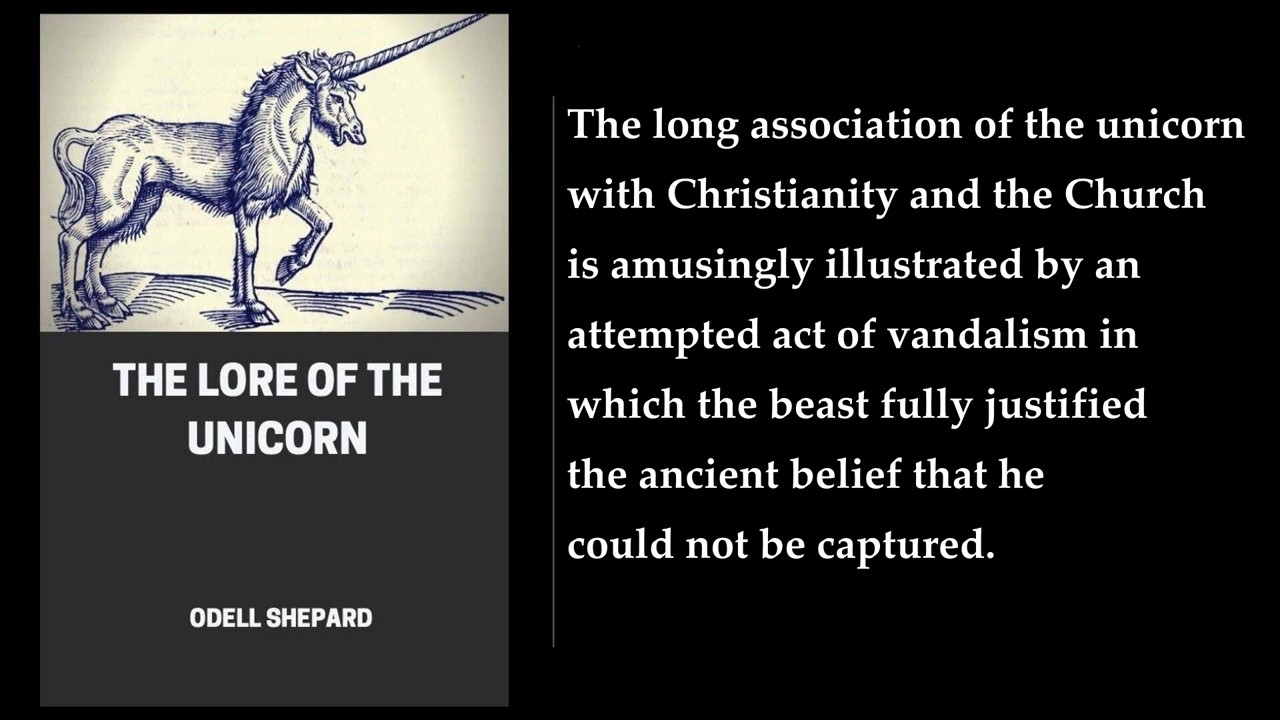 THE LORE OF THE
UNICORN
ODELL SHEPARD
The long association of the unicorn
with Christianity and the Church
is amusingly illustrated by an
attempted act of vandalism in
which the beast fully justified
the ancient belief that he
could not be captured.